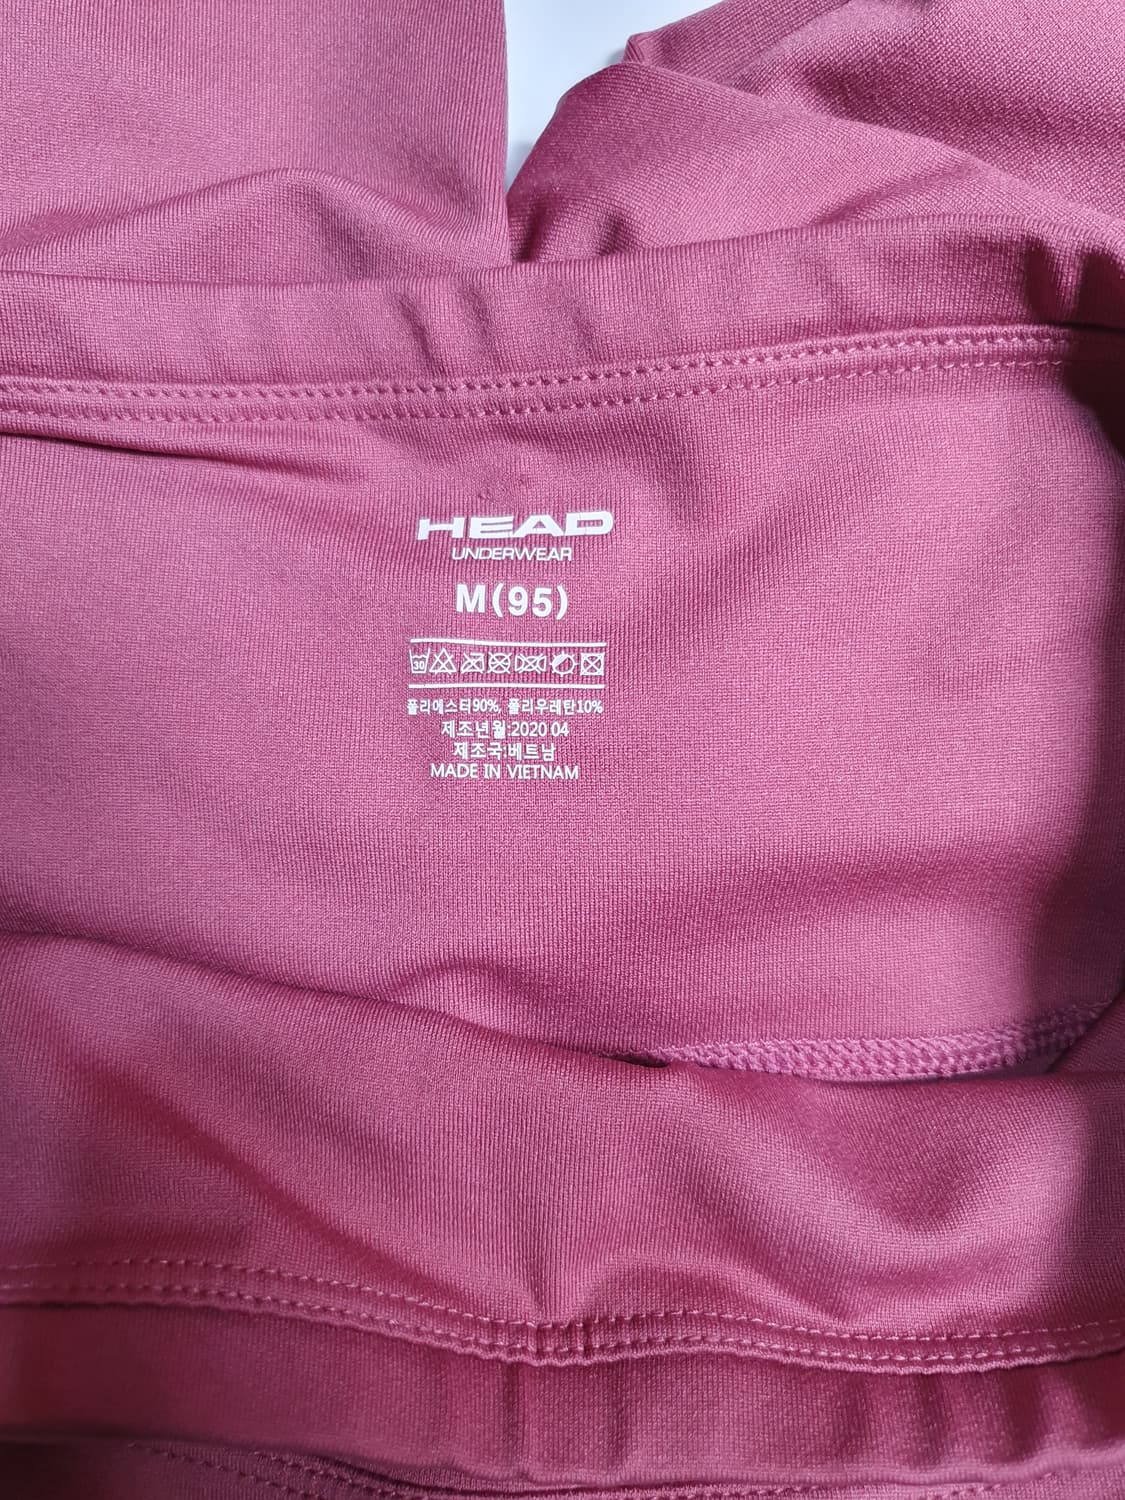 HEAD
UNDERWEAR
M(95)
30
폴리에스터90%, 폴리우레탄10%
제조년월:2020 04
제조국:베트남
MADE IN VIETNAM